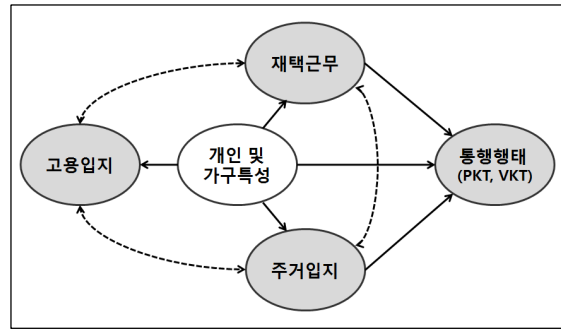 재택근무
고용입지
개인 및
가구특성
통행행태
(PKT, VKT)
주거입지